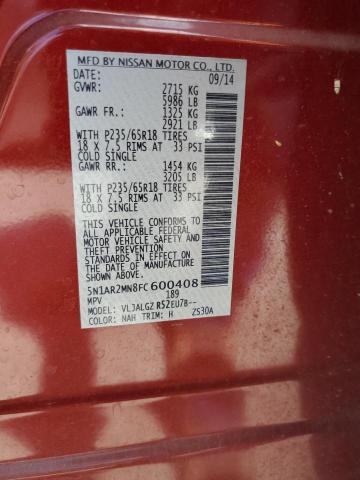 MFD BY NISSAN MOTOR CO., LTD.
DATE: 09/14
GVWR: 2715 KG
5986 LB
GAWR FR.: 1325 KG
2921 LB
WITH P235/65R18 TIRES
18 X 7.5 RIMS AT 33 PSI
COLD SINGLE
GAWR RR.: 1454 KG
3205 LB
WITH P235/65R18 TIRES
18 X 7.5 RIMS AT 33 PSI
COLD SINGLE
THIS VEHICLE CONFORMS
TO ALL APPLICABLE FEDERAL
MOTOR VEHICLE SAFETY AND
THEFT PREVENTION STANDARDS
IN EFFECT ON THE DATE OF
MANUFACTURE SHOWN ABOVE.
5N1AR2MN8FC600408
MPV 189
MODEL: VLJALGZ R52EU7B--
COLOR: NAH TRIM: H ZS30A